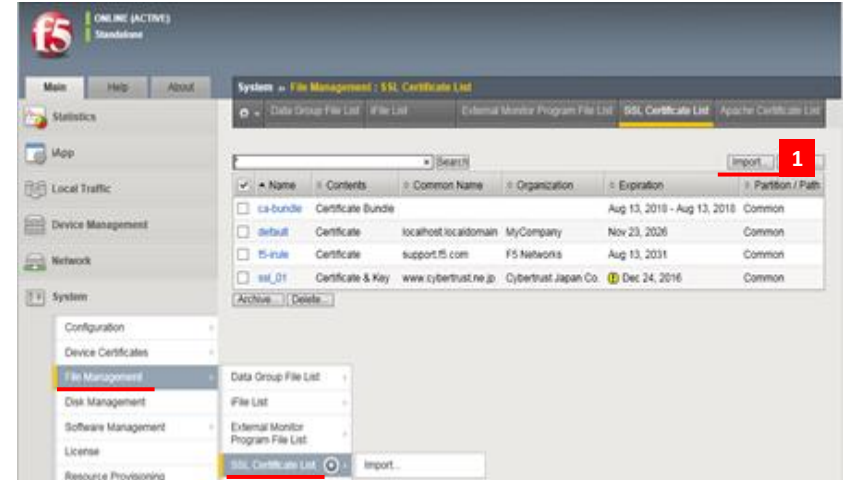 f5
ONLINE (ACTIVE)
Standalone
Main Help About
System » File Management : SSL Certificate List
Data Group File List iFile List External Monitor Program File List SSL Certificate List Apache Certificate List
Statistics
iApp
Local Traffic
Device Management
Network
System
* Search Import... 1
Name Contents Common Name Organization Expiration Partition / Path
ca-bundle Certificate Bundle Aug 13, 2018 - Aug 13, 2018 Common
default Certificate localhost.localdomain MyCompany Nov 23, 2026 Common
f5-irule Certificate support.f5.com F5 Networks Aug 13, 2031 Common
ssl_01 Certificate & Key www.cybertrust.ne.jp Cybertrust Japan Co. Dec 24, 2016 Common
Archive... Delete...
Configuration
Device Certificates
File Management
Disk Management
Software Management
License
Resource Provisioning
Data Group File List
iFile List
External Monitor
Program File List
SSL Certificate List
Import...